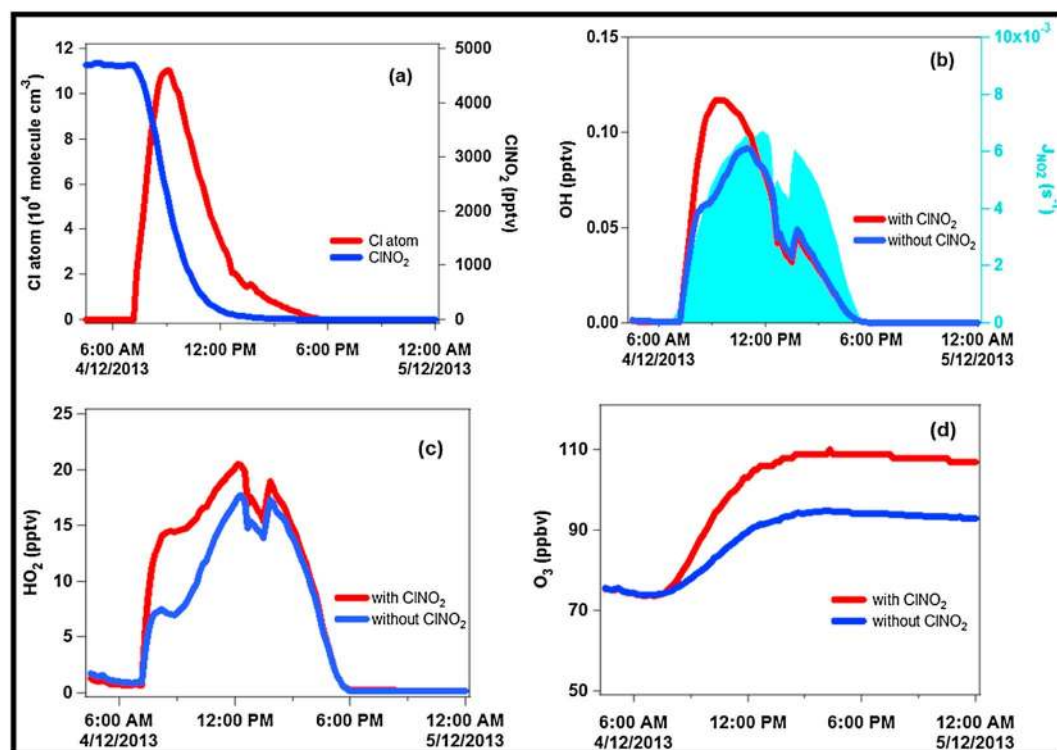 (a)
Cl atom (10⁴ molecule cm⁻³)
12
10
8
6
4
2
0
5000
4000
3000
2000
1000
0
ClNO₂ (pptv)
Cl atom
ClNO₂
6:00 AM 12:00 PM 6:00 PM 12:00 AM
4/12/2013 5/12/2013
(b)
OH (pptv)
0.15
0.10
0.05
0.00
10x10⁻³
8
6
4
2
0
with ClNO₂
without ClNO₂
6:00 AM 12:00 PM 6:00 PM 12:00 AM
4/12/2013 5/12/2013
(c)
HO₂ (pptv)
25
20
15
10
5
0
with ClNO₂
without ClNO₂
6:00 AM 12:00 PM 6:00 PM 12:00 AM
4/12/2013 5/12/2013
(d)
O₃ (ppbv)
110
90
70
50
with ClNO₂
without ClNO₂
6:00 AM 12:00 PM 6:00 PM 12:00 AM
4/12/2013 5/12/2013